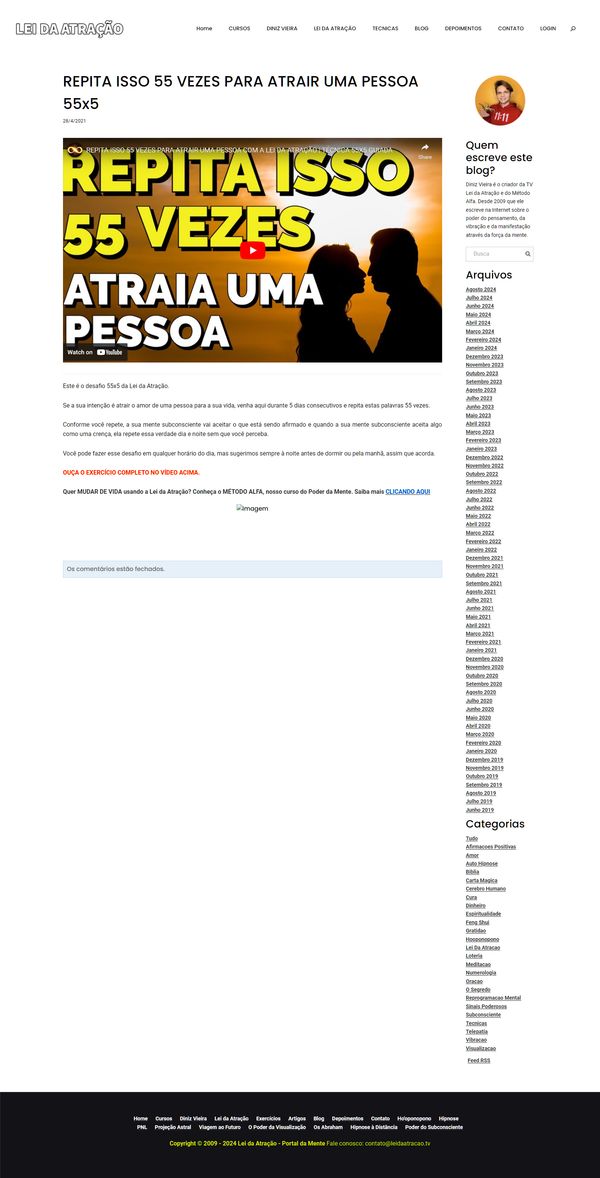 LEI DA ATRAÇÃO
Home CURSOS DINIZ VIEIRA LEI DA ATRAÇÃO TECNICAS BLOG DEPOIMENTOS CONTATO LOGIN
REPITA ISSO 55 VEZES PARA ATRAIR UMA PESSOA
55x5
28/4/2021
REPITA ISSO 55 VEZES PARA ATRAIR UMA PESSOA COM A LEI DA ATRAÇÃO | TECNICA 55X5 GUIADA
Share
REPITA ISSO
55 VEZES
ATRAIA UMA
PESSOA
Watch on YouTube
Este é o desafio 55x5 da Lei da Atração.
Se a sua intenção é atrair o amor de uma pessoa para a sua vida, venha aqui durante 5 dias consecutivos e repita estas palavras 55 vezes.
Conforme você repete, a sua mente subconsciente vai aceitar o que está sendo afirmado e quando a sua mente subconsciente aceita algo
como uma crença, ela repete essa verdade dia e noite sem que você perceba.
Você pode fazer esse desafio em qualquer horário do dia, mas sugerimos sempre à noite antes de dormir ou pela manhã, assim que acorda.
OUÇA O EXERCÍCIO COMPLETO NO VÍDEO ACIMA.
Quer MUDAR DE VIDA usando a Lei da Atração? Conheça o MÉTODO ALFA, nosso curso do Poder da Mente. Saiba mais CLICANDO AQUI
Imagem
Os comentários estão fechados.
11:11
Quem
escreve este
blog?
Diniz Vieira é o criador da TV
Lei da Atração e do Método
Alfa. Desde 2009 que ele
escreve na Internet sobre o
poder do pensamento, da
vibração e da manifestação
através da força da mente.
Busca
Arquivos
Agosto 2024
Julho 2024
Junho 2024
Maio 2024
Abril 2024
Março 2024
Fevereiro 2024
Janeiro 2024
Dezembro 2023
Novembro 2023
Outubro 2023
Setembro 2023
Agosto 2023
Julho 2023
Junho 2023
Maio 2023
Abril 2023
Março 2023
Fevereiro 2023
Janeiro 2023
Dezembro 2022
Novembro 2022
Outubro 2022
Setembro 2022
Agosto 2022
Julho 2022
Junho 2022
Maio 2022
Abril 2022
Março 2022
Fevereiro 2022
Janeiro 2022
Dezembro 2021
Novembro 2021
Outubro 2021
Setembro 2021
Agosto 2021
Julho 2021
Junho 2021
Maio 2021
Abril 2021
Março 2021
Fevereiro 2021
Janeiro 2021
Dezembro 2020
Novembro 2020
Outubro 2020
Setembro 2020
Agosto 2020
Julho 2020
Junho 2020
Maio 2020
Abril 2020
Março 2020
Fevereiro 2020
Janeiro 2020
Dezembro 2019
Novembro 2019
Outubro 2019
Setembro 2019
Agosto 2019
Julho 2019
Junho 2019
Categorias
Tudo
Afirmacoes Positivas
Amor
Auto Hipnose
Biblia
Carta Magica
Cerebro Humano
Cura
Dinheiro
Espiritualidade
Feng Shui
Gratidao
Hooponopono
Lei Da Atracao
Loteria
Meditacao
Numerologia
Oracao
O Segredo
Reprogramacao Mental
Sinais Poderosos
Subconsciente
Tecnicas
Telepatia
Vibracao
Visualizacao
Feed RSS
Home Cursos Diniz Vieira Lei da Atração Exercícios Artigos Blog Depoimentos Contato Ho'oponopono Hipnose
PNL Projeção Astral Viagem ao Futuro O Poder da Visualização Os Abraham Hipnose à Distância Poder do Subconsciente
Copyright © 2009 - 2024 Lei da Atração - Portal da Mente Fale conosco: contato@leidaatracao.tv